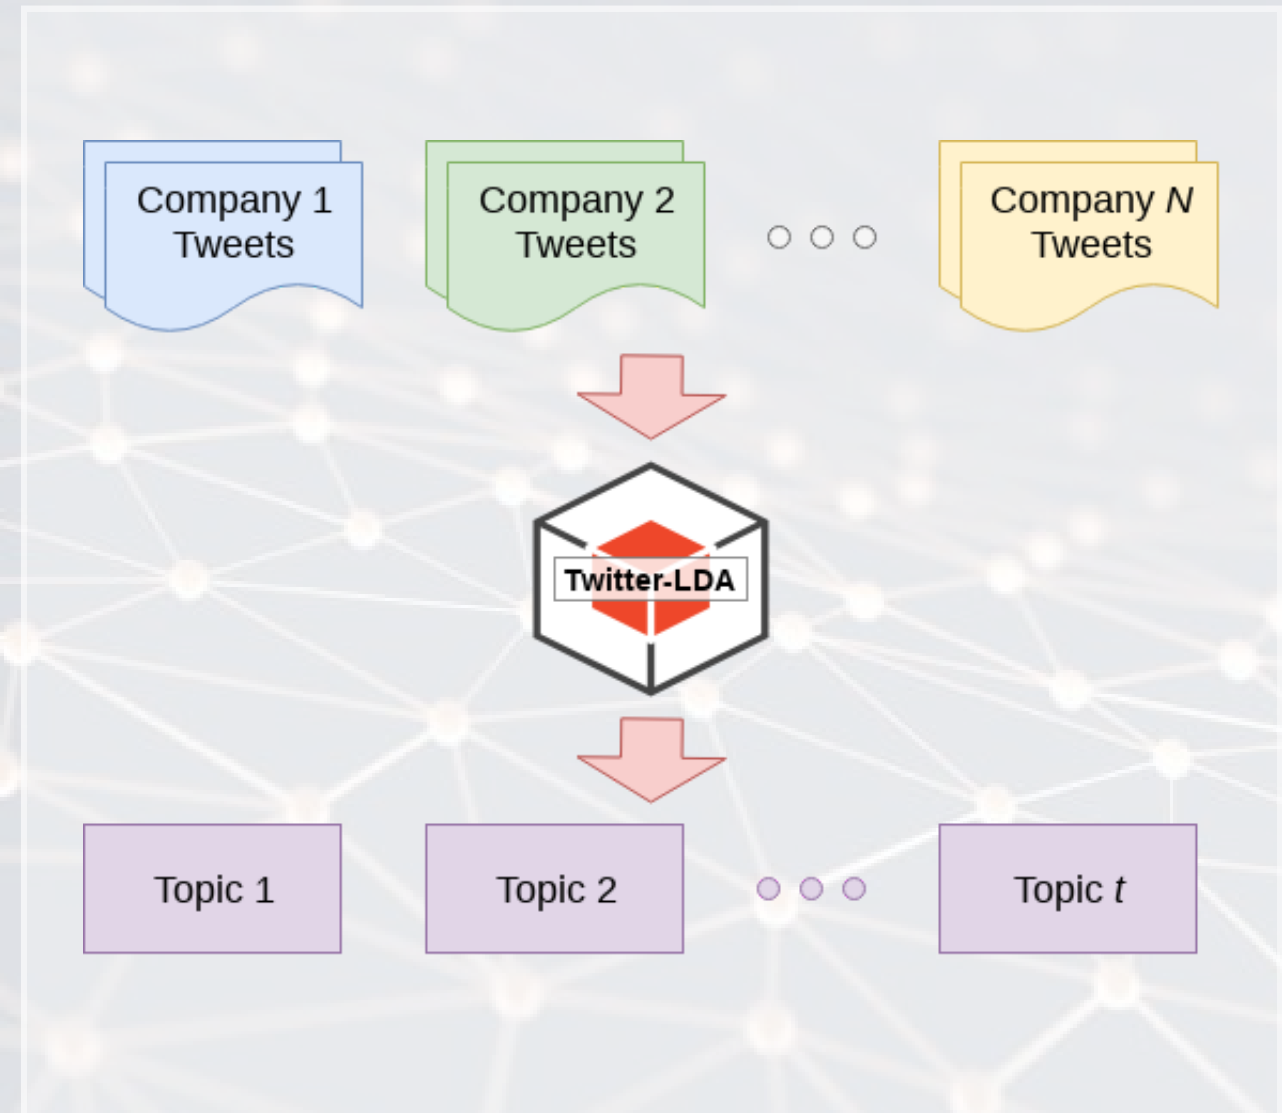 Company 1
Tweets
Company 2
Tweets
Company N
Tweets
Twitter-LDA
Topic 1
Topic 2
Topic t